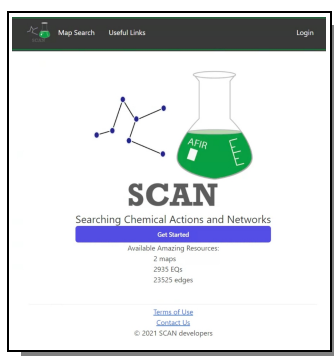 SCAN
Map Search Useful Links Login
AFIR
SCAN
Searching Chemical Actions and Networks
Get Started
Available Amazing Resources:
2 maps
2935 EQs
23525 edges
Terms of Use
Contact Us
© 2021 SCAN developers